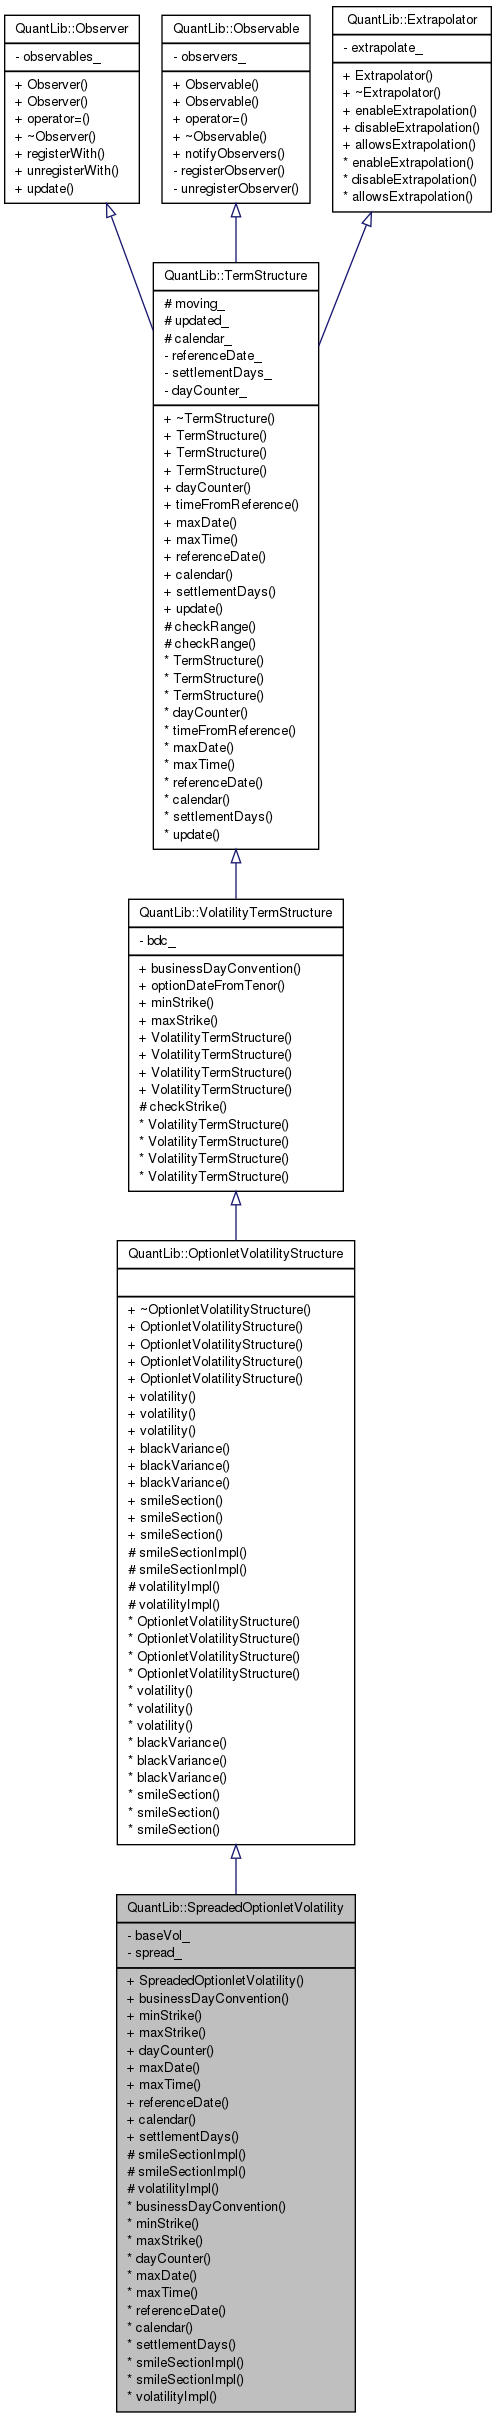 QuantLib::Observer
- observables_
+ Observer()
+ Observer()
+ operator=()
+ ~Observer()
+ registerWith()
+ unregisterWith()
+ update()
QuantLib::Observable
- observers_
+ Observable()
+ Observable()
+ operator=()
+ ~Observable()
+ notifyObservers()
- registerObserver()
- unregisterObserver()
QuantLib::Extrapolator
- extrapolate_
+ Extrapolator()
+ ~Extrapolator()
+ enableExtrapolation()
+ disableExtrapolation()
+ allowsExtrapolation()
* enableExtrapolation()
* disableExtrapolation()
* allowsExtrapolation()
QuantLib::TermStructure
# moving_
# updated_
# calendar_
- referenceDate_
- settlementDays_
- dayCounter_
+ ~TermStructure()
+ TermStructure()
+ TermStructure()
+ TermStructure()
+ dayCounter()
+ timeFromReference()
+ maxDate()
+ maxTime()
+ referenceDate()
+ calendar()
+ settlementDays()
+ update()
# checkRange()
# checkRange()
* TermStructure()
* TermStructure()
* TermStructure()
* dayCounter()
* timeFromReference()
* maxDate()
* maxTime()
* referenceDate()
* calendar()
* settlementDays()
* update()
QuantLib::VolatilityTermStructure
- bdc_
+ businessDayConvention()
+ optionDateFromTenor()
+ minStrike()
+ maxStrike()
+ VolatilityTermStructure()
+ VolatilityTermStructure()
+ VolatilityTermStructure()
+ VolatilityTermStructure()
# checkStrike()
* VolatilityTermStructure()
* VolatilityTermStructure()
* VolatilityTermStructure()
* VolatilityTermStructure()
QuantLib::OptionletVolatilityStructure
+ ~OptionletVolatilityStructure()
+ OptionletVolatilityStructure()
+ OptionletVolatilityStructure()
+ OptionletVolatilityStructure()
+ OptionletVolatilityStructure()
+ volatility()
+ volatility()
+ volatility()
+ blackVariance()
+ blackVariance()
+ blackVariance()
+ smileSection()
+ smileSection()
+ smileSection()
# smileSectionImpl()
# smileSectionImpl()
# volatilityImpl()
# volatilityImpl()
* OptionletVolatilityStructure()
* OptionletVolatilityStructure()
* OptionletVolatilityStructure()
* OptionletVolatilityStructure()
* volatility()
* volatility()
* volatility()
* blackVariance()
* blackVariance()
* blackVariance()
* smileSection()
* smileSection()
* smileSection()
QuantLib::SpreadedOptionletVolatility
- baseVol_
- spread_
+ SpreadedOptionletVolatility()
+ businessDayConvention()
+ minStrike()
+ maxStrike()
+ dayCounter()
+ maxDate()
+ maxTime()
+ referenceDate()
+ calendar()
+ settlementDays()
# smileSectionImpl()
# smileSectionImpl()
# volatilityImpl()
* businessDayConvention()
* minStrike()
* maxStrike()
* dayCounter()
* maxDate()
* maxTime()
* referenceDate()
* calendar()
* settlementDays()
* smileSectionImpl()
* smileSectionImpl()
* volatilityImpl()